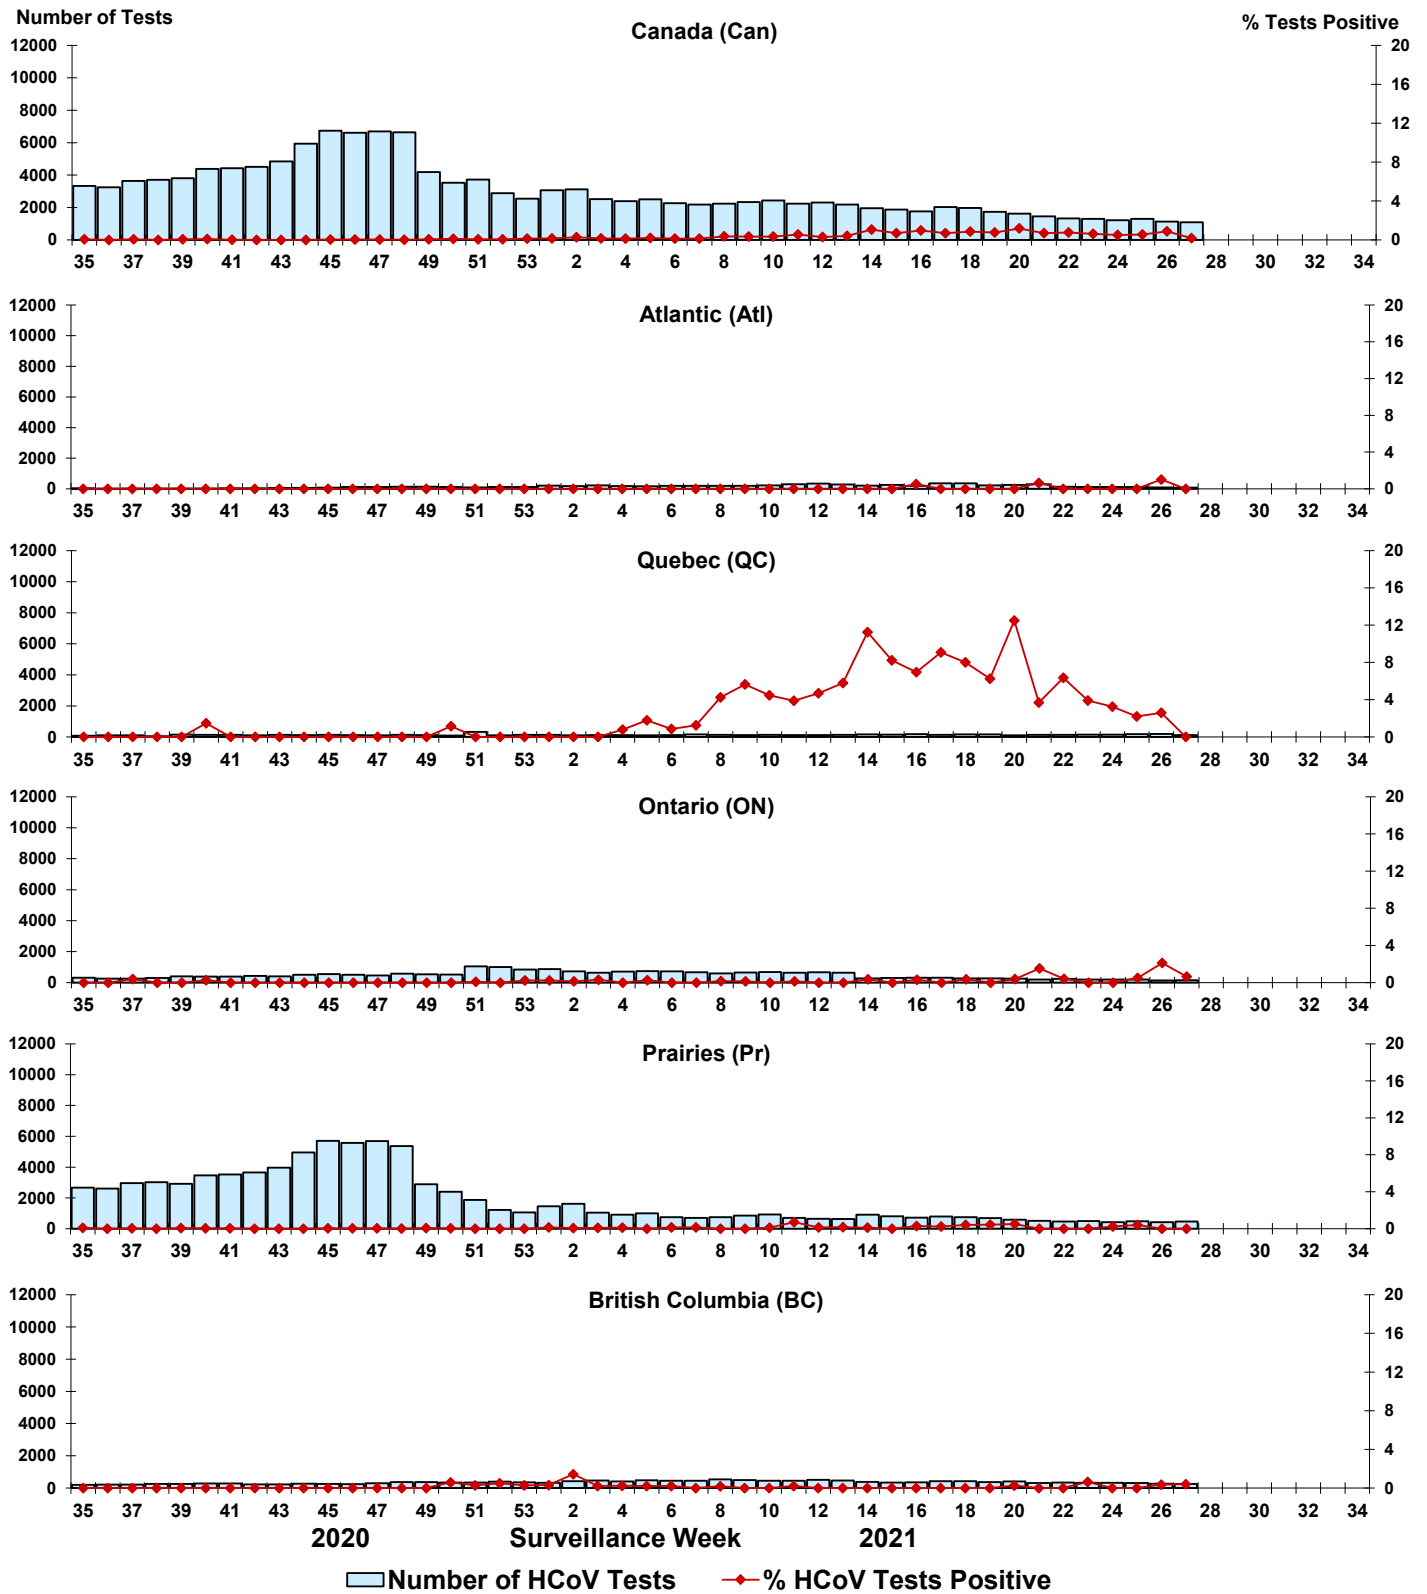 Number of Tests
Canada (Can)
% Tests Positive
12000 20
10000 16
8000 12
6000
4000 8
2000 4
0 0
35 37 39 41 43 45 47 49 51 53 2 4 6 8 10 12 14 16 18 20 22 24 26 28 30 32 34
Atlantic (Atl)
12000 20
10000 16
8000 12
6000
4000 8
2000 4
0 0
35 37 39 41 43 45 47 49 51 53 2 4 6 8 10 12 14 16 18 20 22 24 26 28 30 32 34
Quebec (QC)
12000 20
10000 16
8000 12
6000
4000 8
2000 4
0 0
35 37 39 41 43 45 47 49 51 53 2 4 6 8 10 12 14 16 18 20 22 24 26 28 30 32 34
Ontario (ON)
12000 20
10000 16
8000 12
6000
4000 8
2000 4
0 0
35 37 39 41 43 45 47 49 51 53 2 4 6 8 10 12 14 16 18 20 22 24 26 28 30 32 34
Prairies (Pr)
12000 20
10000 16
8000 12
6000
4000 8
2000 4
0 0
35 37 39 41 43 45 47 49 51 53 2 4 6 8 10 12 14 16 18 20 22 24 26 28 30 32 34
British Columbia (BC)
12000 20
10000 16
8000 12
6000
4000 8
2000 4
0 0
35 37 39 41 43 45 47 49 51 53 2 4 6 8 10 12 14 16 18 20 22 24 26 28 30 32 34
2020 Surveillance Week 2021
Number of HCoV Tests % HCoV Tests Positive